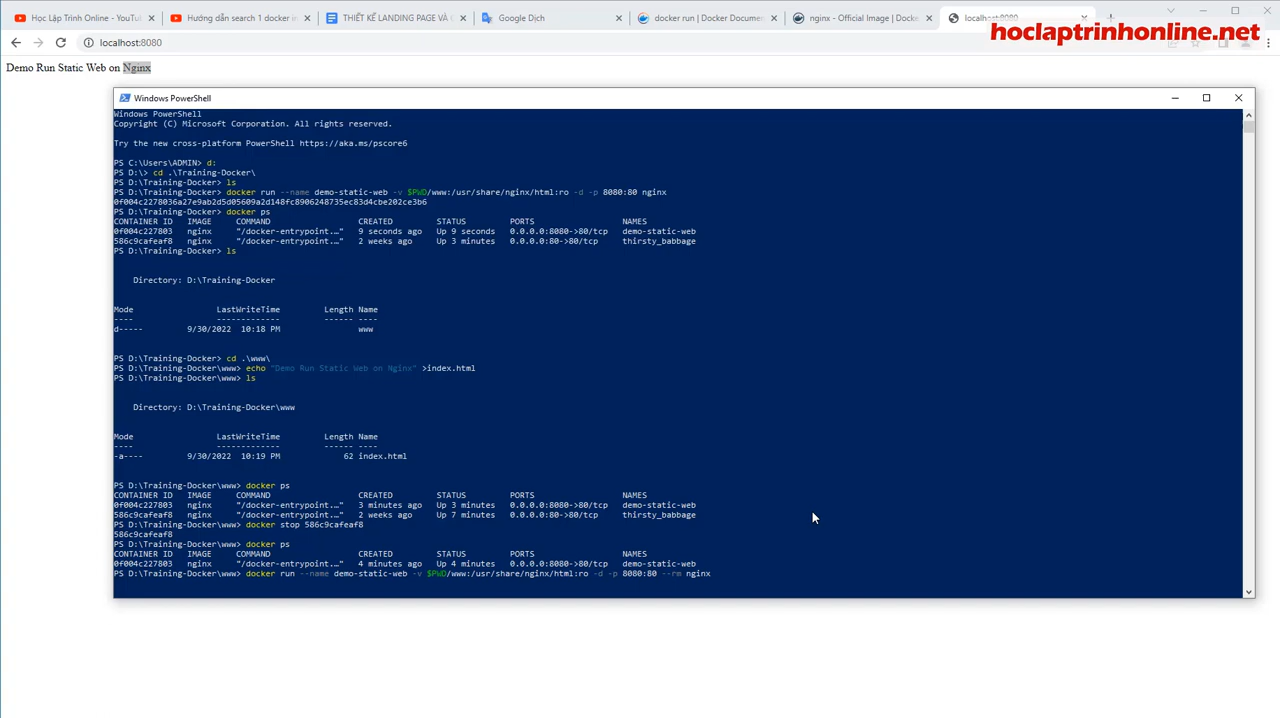 Học Lập Trình Online - YouTu
Hướng dẫn search 1 docker i
THIẾT KẾ LANDING PAGE VÀ
Google Dịch
docker run | Docker Documen
nginx - Official Image | Docke
localhost:8080
hoclaptrinhonline.net
localhost:8080
Demo Run Static Web on Nginx
Windows PowerShell
Windows PowerShell
Copyright (C) Microsoft Corporation. All rights reserved.
Try the new cross-platform PowerShell https://aka.ms/pscore6
PS C:\Users\ADMIN> d:
PS D:\> cd .\Training-Docker\
PS D:\Training-Docker> ls
PS D:\Training-Docker> docker run --name demo-static-web -v $PWD/www:/usr/share/nginx/html:ro -d -p 8080:80 nginx
0f004c2278036a27e9ab2d5d05609a2d148fc8906248735ec83d4cbe202ce3b6
PS D:\Training-Docker> docker ps
CONTAINER ID IMAGE COMMAND CREATED STATUS PORTS NAMES
0f004c227803 nginx "/docker-entrypoint.…" 9 seconds ago Up 9 seconds 0.0.0.0:8080->80/tcp demo-static-web
586c9cafeaf8 nginx "/docker-entrypoint.…" 2 weeks ago Up 3 minutes 0.0.0.0:80->80/tcp thirsty_babbage
PS D:\Training-Docker> ls
Directory: D:\Training-Docker
Mode LastWriteTime Length Name
---- ------------- ------ ----
d----- 9/30/2022 10:18 PM www
PS D:\Training-Docker> cd .\www\
PS D:\Training-Docker\www> echo "Demo Run Static Web on Nginx" >index.html
PS D:\Training-Docker\www> ls
Directory: D:\Training-Docker\www
Mode LastWriteTime Length Name
---- ------------- ------ ----
-a---- 9/30/2022 10:19 PM 62 index.html
PS D:\Training-Docker\www> docker ps
CONTAINER ID IMAGE COMMAND CREATED STATUS PORTS NAMES
0f004c227803 nginx "/docker-entrypoint.…" 3 minutes ago Up 3 minutes 0.0.0.0:8080->80/tcp demo-static-web
586c9cafeaf8 nginx "/docker-entrypoint.…" 2 weeks ago Up 7 minutes 0.0.0.0:80->80/tcp thirsty_babbage
PS D:\Training-Docker\www> docker stop 586c9cafeaf8
586c9cafeaf8
PS D:\Training-Docker\www> docker ps
CONTAINER ID IMAGE COMMAND CREATED STATUS PORTS NAMES
0f004c227803 nginx "/docker-entrypoint.…" 4 minutes ago Up 4 minutes 0.0.0.0:8080->80/tcp demo-static-web
PS D:\Training-Docker\www> docker run --name demo-static-web -v $PWD/www:/usr/share/nginx/html:ro -d -p 8080:80 --rm nginx